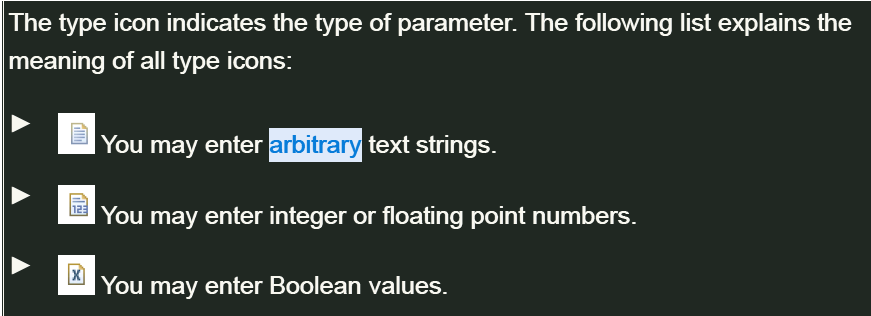 The type icon indicates the type of parameter. The following list explains the
meaning of all type icons:
You may enter arbitrary text strings.
123 You may enter integer or floating point numbers.
X You may enter Boolean values.